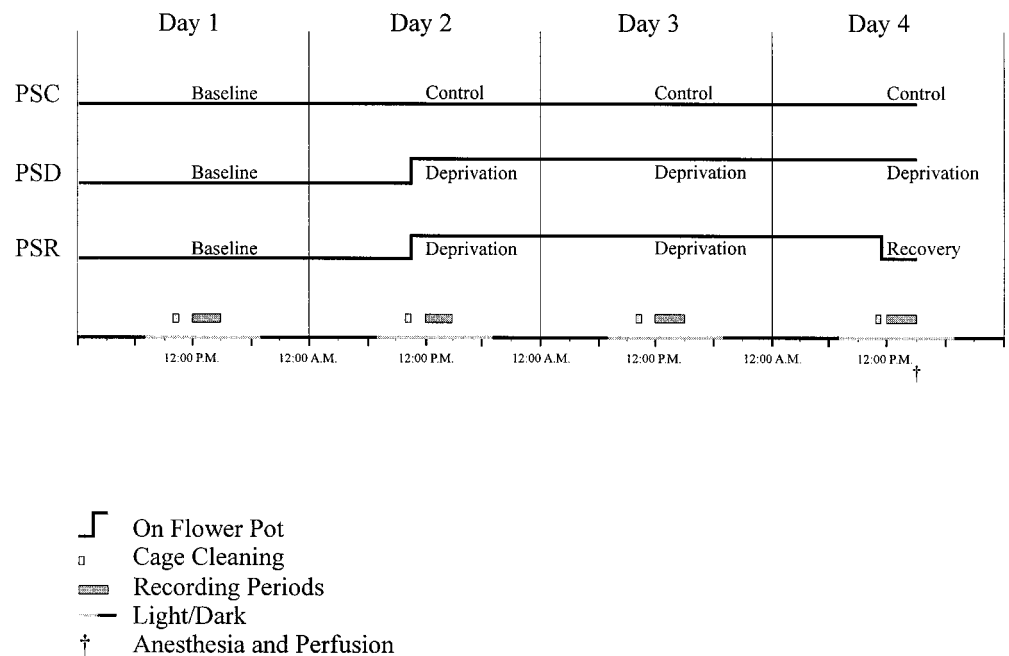 Day 1 Day 2 Day 3 Day 4
PSC Baseline Control Control Control
PSD Baseline Deprivation Deprivation Deprivation
PSR Baseline Deprivation Deprivation Recovery
12:00 P.M. 12:00 A.M. 12:00 P.M. 12:00 A.M. 12:00 P.M. 12:00 A.M. 12:00 P.M.
†
On Flower Pot
Cage Cleaning
Recording Periods
Light/Dark
† Anesthesia and Perfusion